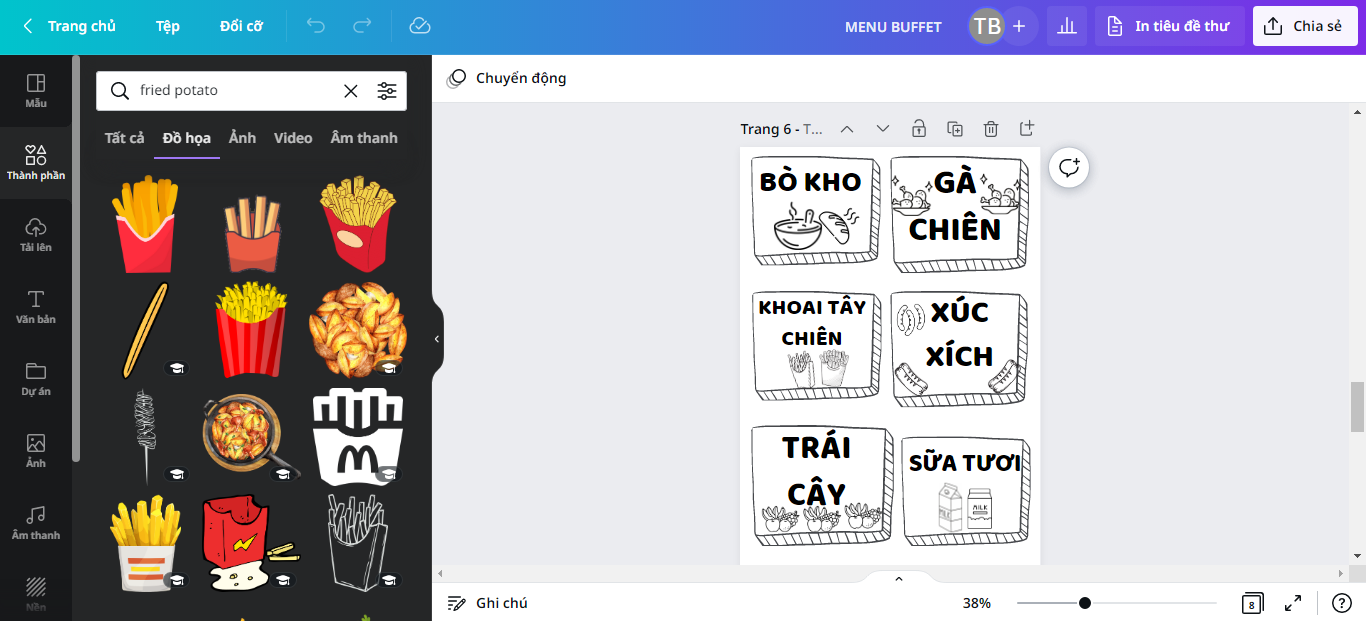 Trang chủ
Tệp
Đổi cỡ
MENU BUFFET
TB
In tiêu đề thư
Chia sẻ
Mẫu
Thành phần
Tải lên
Văn bản
Dự án
Ảnh
Âm thanh
Nền
fried potato
Tất cả
Đồ họa
Ảnh
Video
Âm thanh
Chuyển động
Trang 6 - T...
BÒ KHO
GÀ
CHIÊN
KHOAI TÂY
CHIÊN
XÚC
XÍCH
TRÁI
CÂY
SỮA TƯƠI
MILK
Ghi chú
38%
8